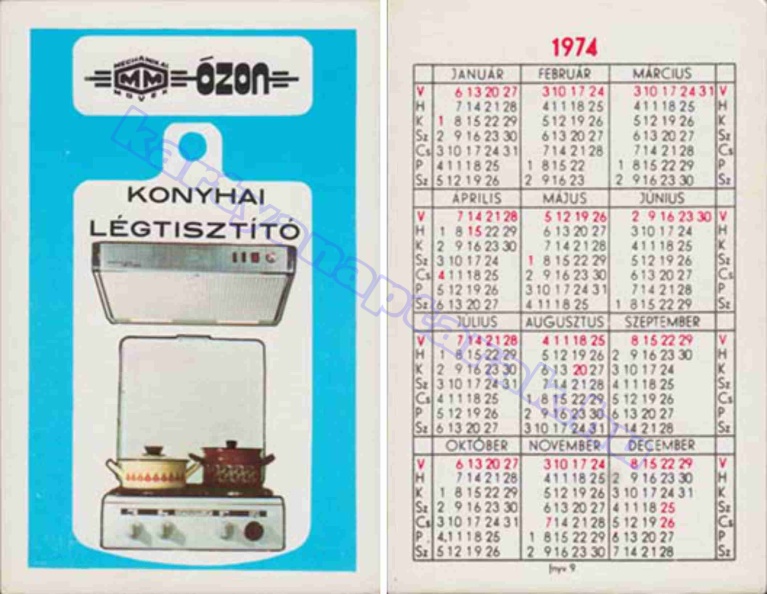 MECHANIKAI
MM
MŰVEK
ÓZON
KONYHAI
LÉGTISZTÍTÓ
kartyanaptarak.hu
1974
JANUÁR FEBRUÁR MÁRCIUS
V 6 13 20 27 3 10 17 24 3 10 17 24 31 V
H 7 14 21 28 4 11 18 25 4 11 18 25 H
K 1 8 15 22 29 5 12 19 26 5 12 19 26 K
Sz 2 9 16 23 30 6 13 20 27 6 13 20 27 Sz
Cs 3 10 17 24 31 7 14 21 28 7 14 21 28 Cs
P 4 11 18 25 1 8 15 22 1 8 15 22 29 P
Sz 5 12 19 26 2 9 16 23 2 9 16 23 30 Sz
ÁPRILIS MÁJUS JÚNIUS
V 7 14 21 28 5 12 19 26 2 9 16 23 30 V
H 1 8 15 22 29 6 13 20 27 3 10 17 24 H
K 2 9 16 23 30 7 14 21 28 4 11 18 25 K
Sz 3 10 17 24 1 8 15 22 29 5 12 19 26 Sz
Cs 4 11 18 25 2 9 16 23 30 6 13 20 27 Cs
P 5 12 19 26 3 10 17 24 31 7 14 21 28 P
Sz 6 13 20 27 4 11 18 25 1 8 15 22 29 Sz
JÚLIUS AUGUSZTUS SZEPTEMBER
V 7 14 21 28 4 11 18 25 8 15 22 29 V
H 1 8 15 22 29 5 12 19 26 2 9 16 23 30 H
K 2 9 16 23 30 6 13 20 27 3 10 17 24 K
Sz 3 10 17 24 31 7 14 21 28 4 11 18 25 Sz
Cs 4 11 18 25 1 8 15 22 29 5 12 19 26 Cs
P 5 12 19 26 2 9 16 23 30 6 13 20 27 P
Sz 6 13 20 27 3 10 17 24 31 7 14 21 28 Sz
OKTÓBER NOVEMBER DECEMBER
V 6 13 20 27 3 10 17 24 8 15 22 29 V
H 7 14 21 28 4 11 18 25 2 9 16 23 30 H
K 1 8 15 22 29 5 12 19 26 3 10 17 24 31 K
Sz 2 9 16 23 30 6 13 20 27 4 11 18 25 Sz
Cs 3 10 17 24 31 7 14 21 28 5 12 19 26 Cs
P 4 11 18 25 1 8 15 22 29 6 13 20 27 P
Sz 5 12 19 26 2 9 16 23 30 7 14 21 28 Sz
fnyv 9